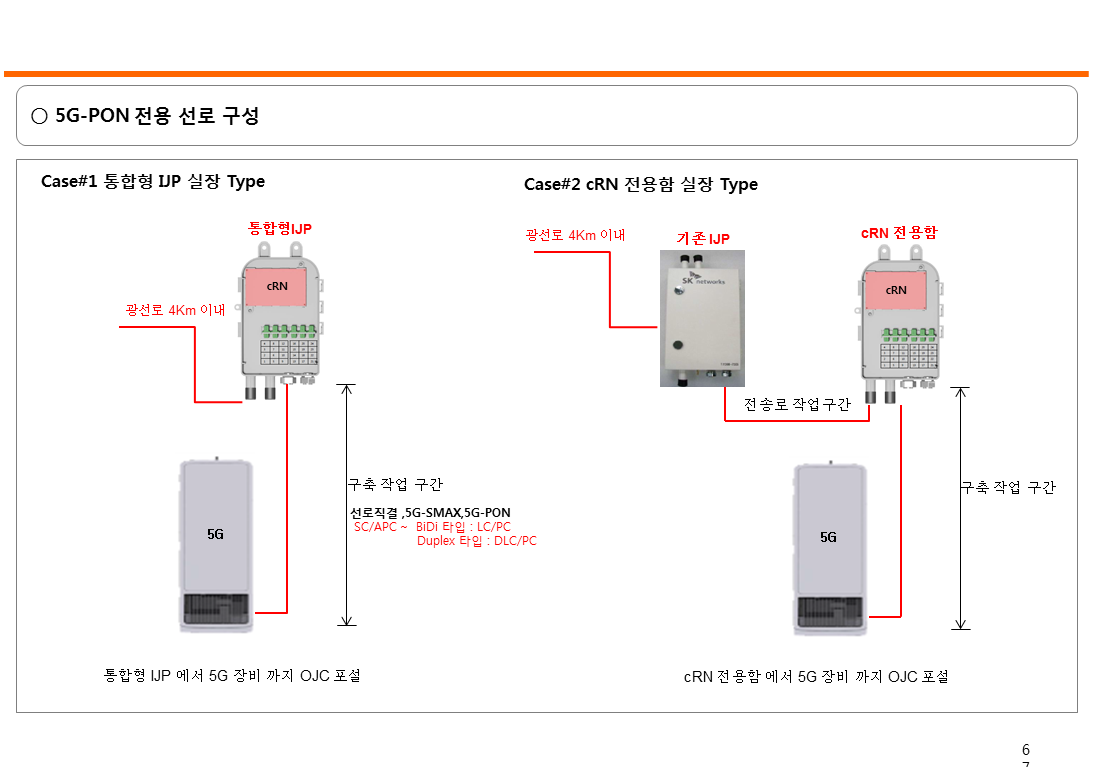 ○ 5G-PON 전용 선로 구성
Case#1 통합형 IJP 실장 Type
통합형IJP
cRN
광선로 4Km 이내
구축 작업 구간
선로직결 ,5G-SMAX,5G-PON
SC/APC ~ BiDi 타입 : LC/PC
Duplex 타입 : DLC/PC
5G
통합형 IJP 에서 5G 장비 까지 OJC 포설
Case#2 cRN 전용함 실장 Type
광선로 4Km 이내
기존 IJP
SK networks
cRN 전용함
cRN
전송로 작업구간
구축 작업 구간
5G
cRN 전용함 에서 5G 장비 까지 OJC 포설
6
7